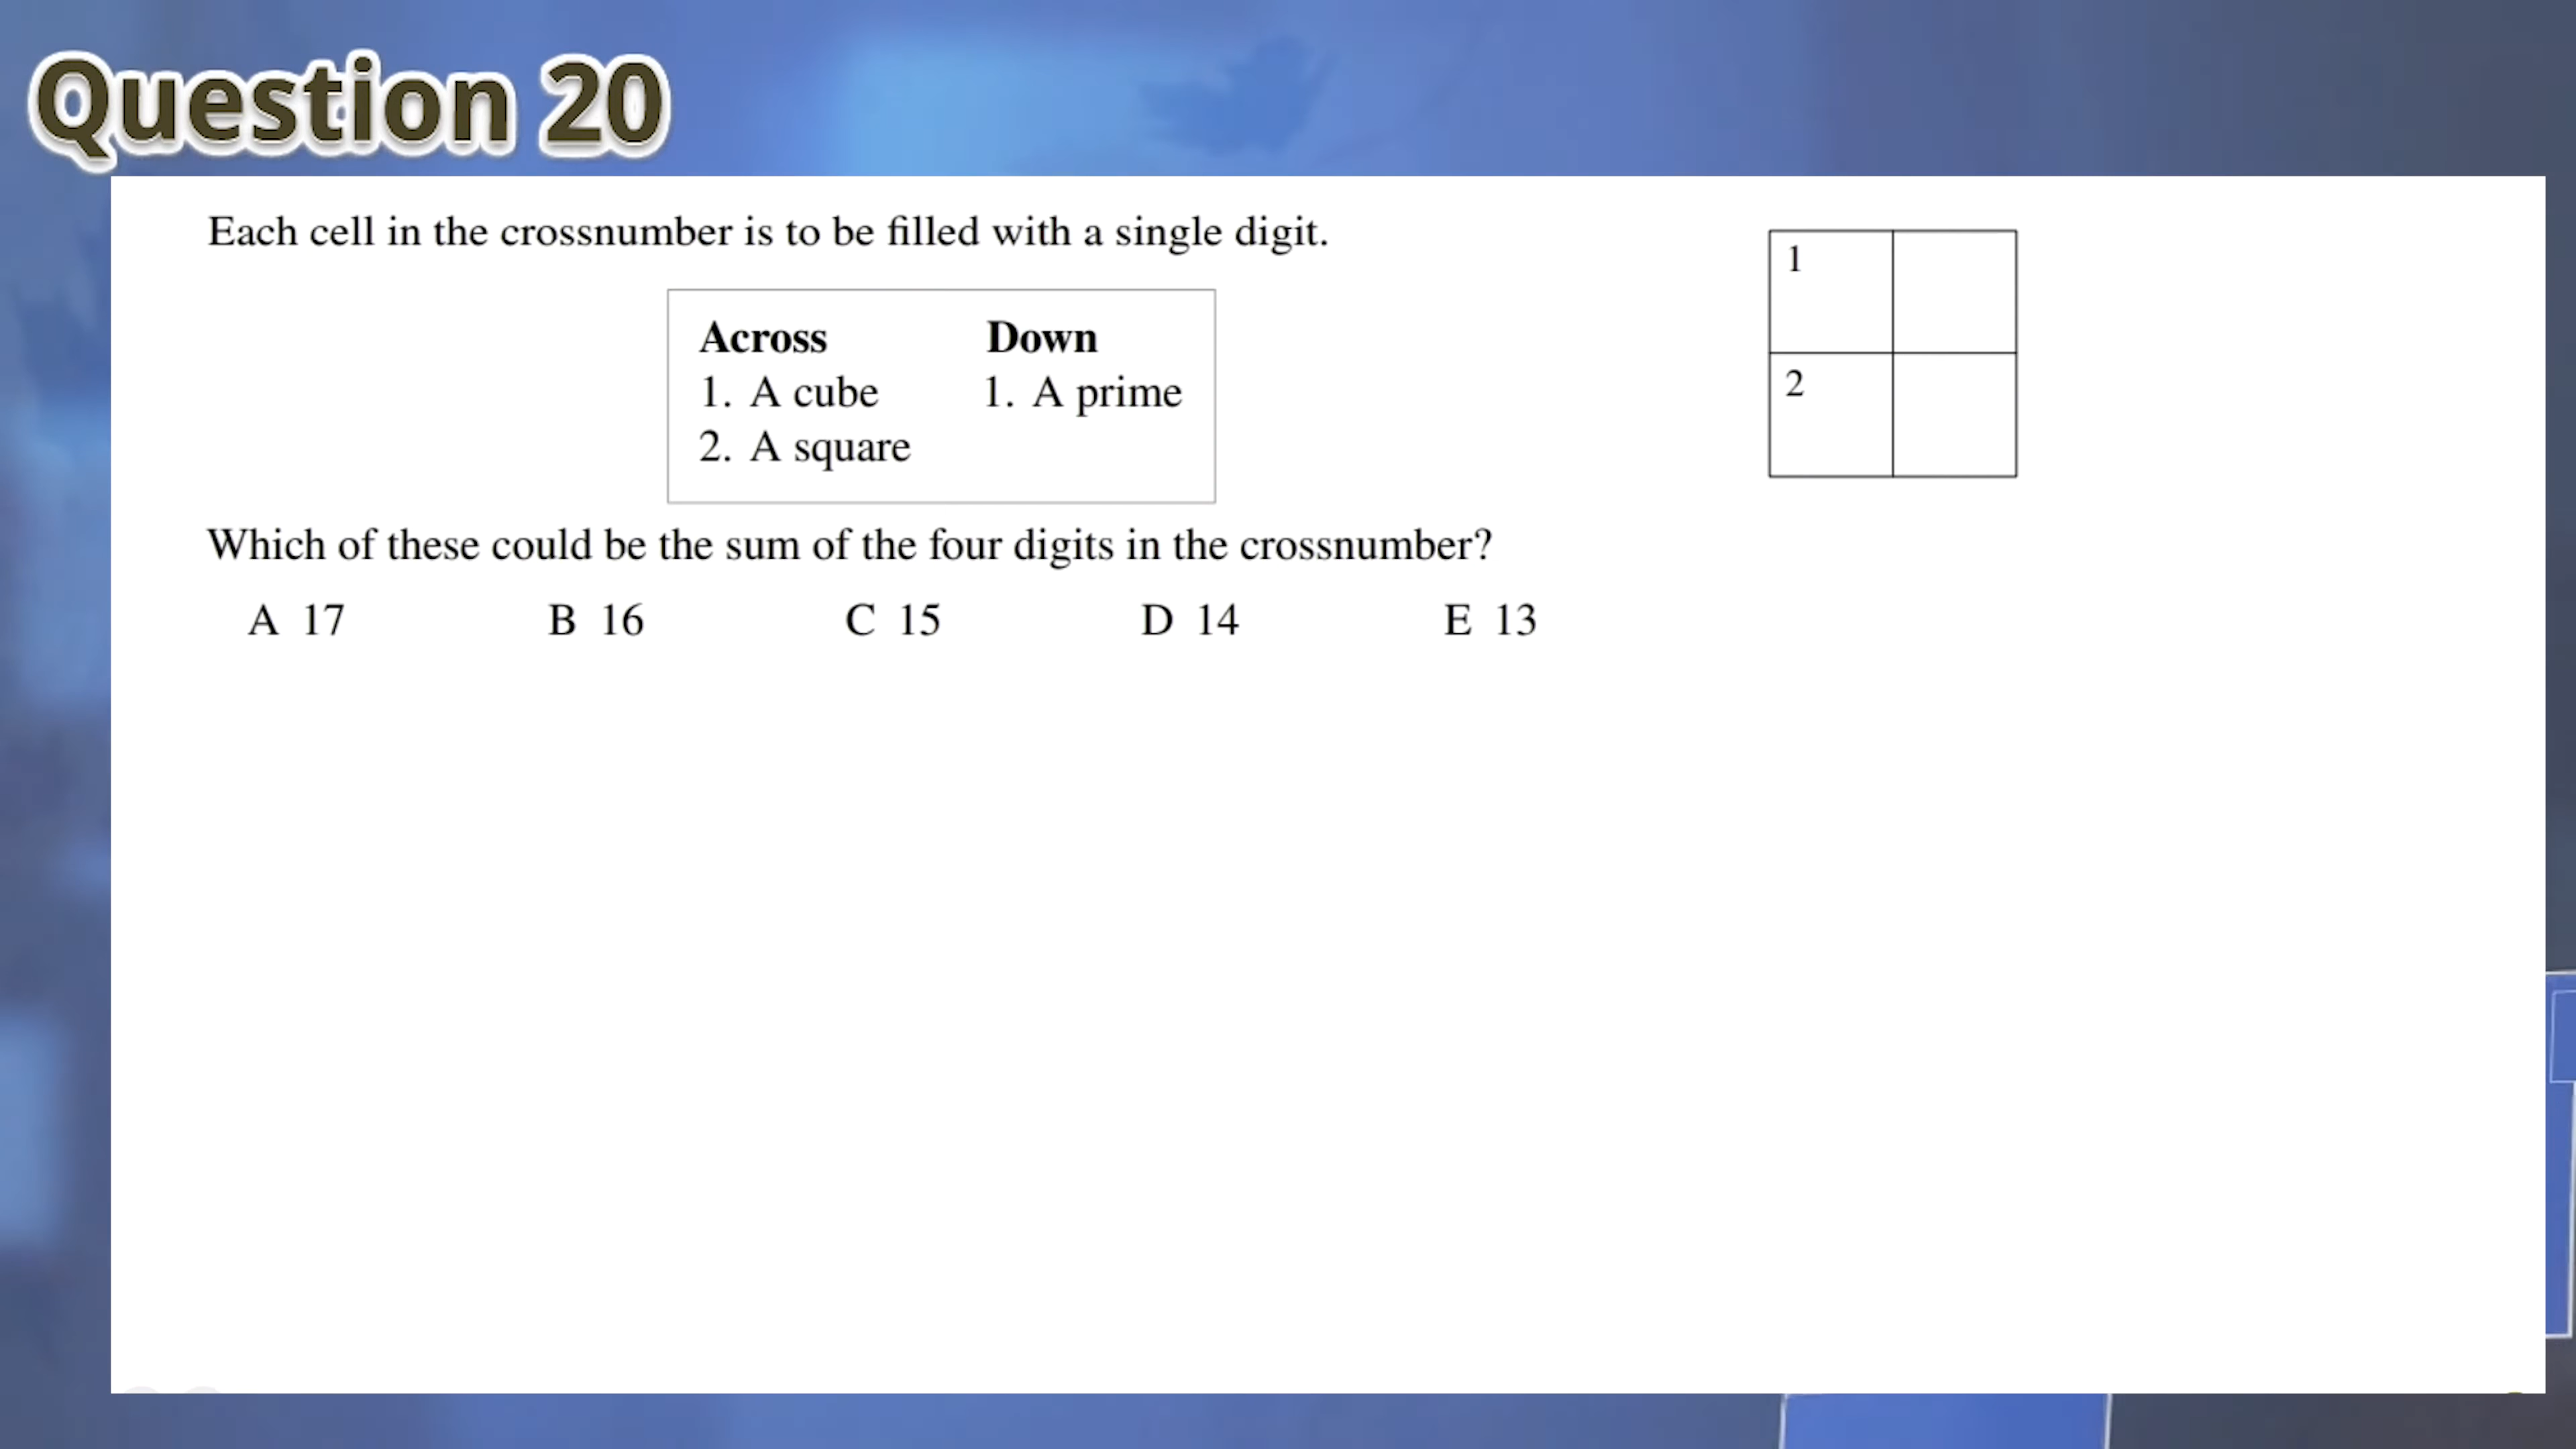 Question 20
Each cell in the crossnumber is to be filled with a single digit.
1
2
Across Down
1. A cube 1. A prime
2. A square
Which of these could be the sum of the four digits in the crossnumber?
A 17 B 16 C 15 D 14 E 13